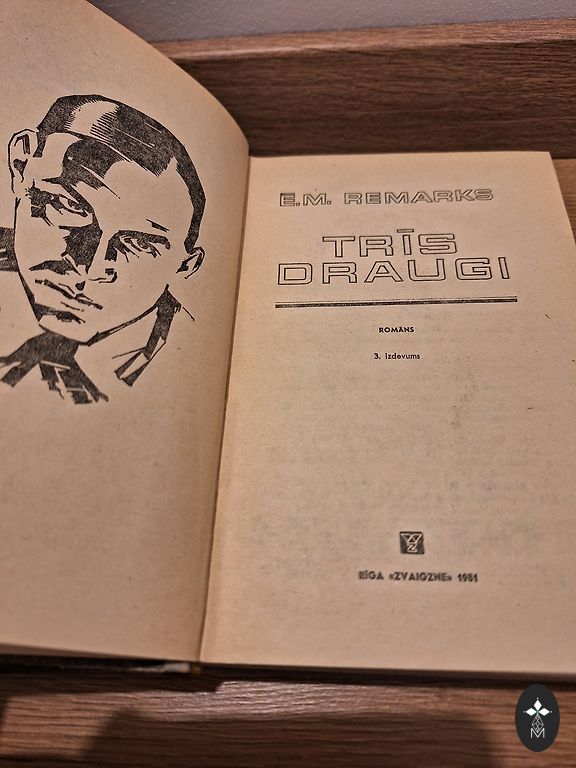 Ē.M. REMARKS
TRĪS
DRAUGI
ROMĀNS
3. izdevums
RĪGA «ZVAIGZNE» 1981
M